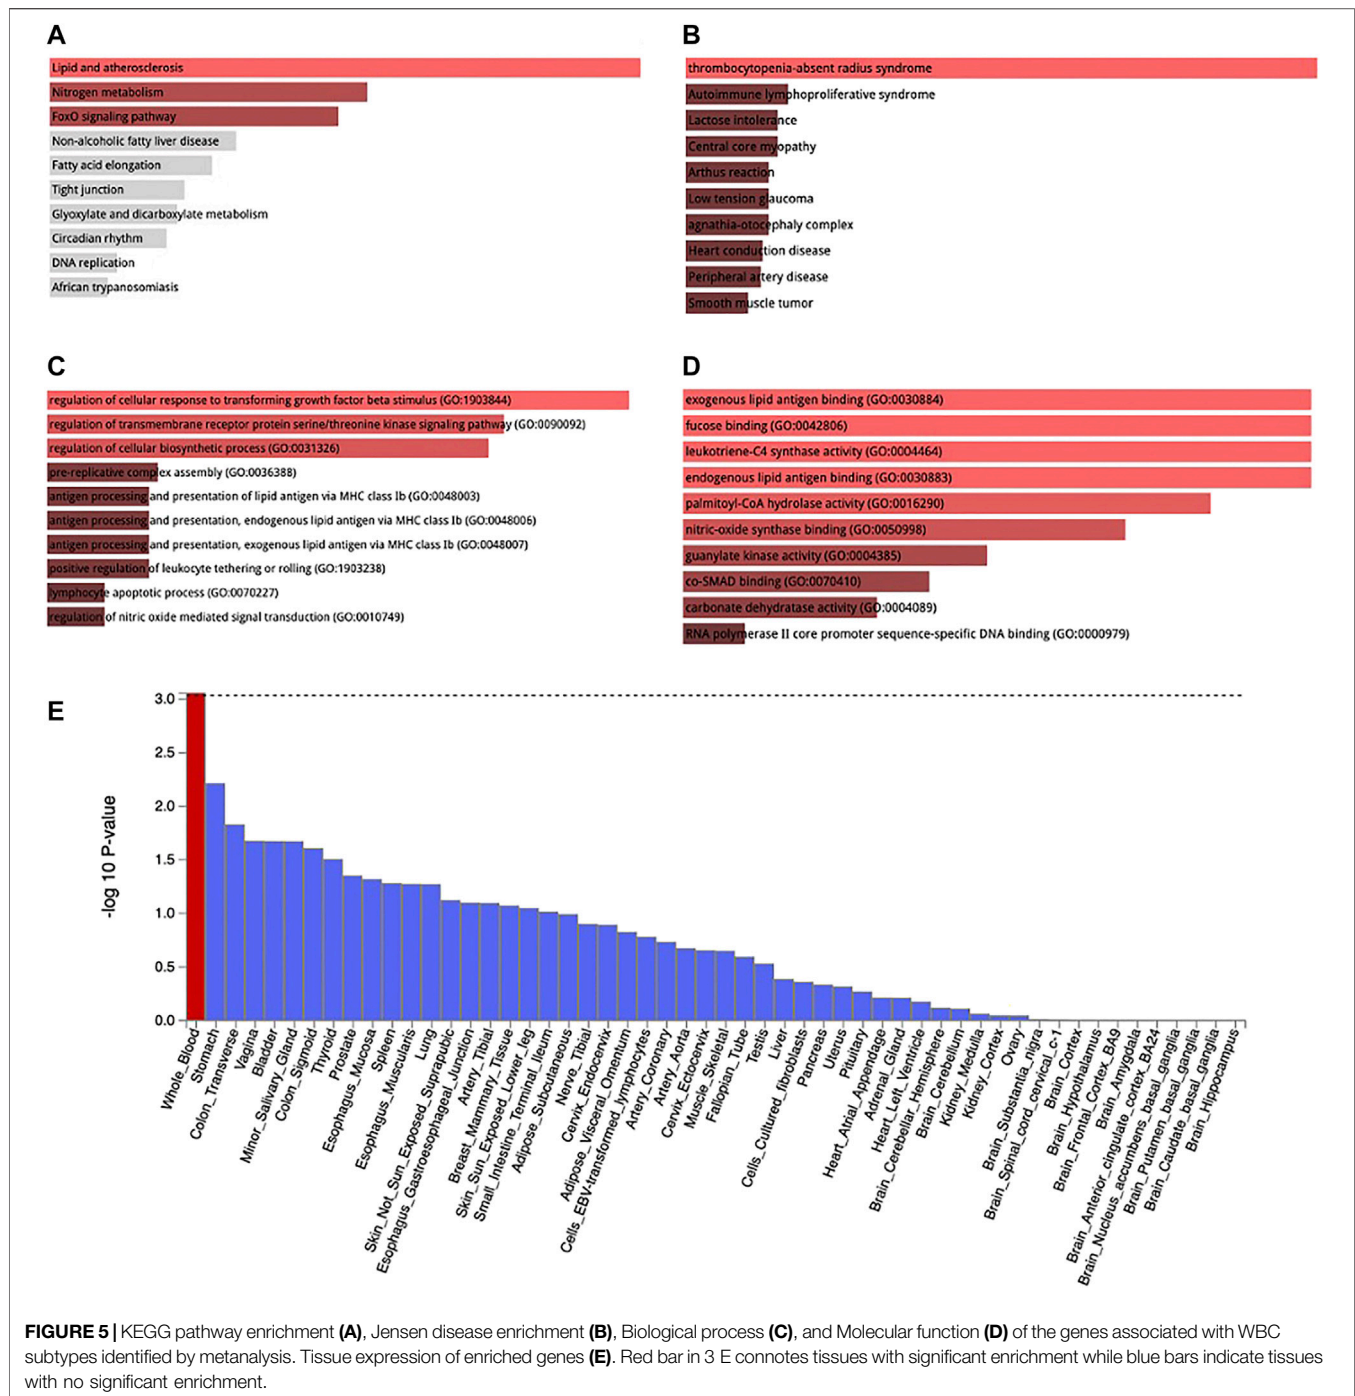 A
Lipid and atherosclerosis
Nitrogen metabolism
FoxO signaling pathway
Non-alcoholic fatty liver disease
Fatty acid elongation
Tight junction
Glyoxylate and dicarboxylate metabolism
Circadian rhythm
DNA replication
African trypanosomiasis
B
thrombocytopenia-absent radius syndrome
Autoimmune lymphoproliferative syndrome
Lactose intolerance
Central core myopathy
Arthus reaction
Low tension glaucoma
agnathia-otocephaly complex
Heart conduction disease
Peripheral artery disease
Smooth muscle tumor
C
regulation of cellular response to transforming growth factor beta stimulus (GO:1903844)
regulation of transmembrane receptor protein serine/threonine kinase signaling pathway (GO:0090092)
regulation of cellular biosynthetic process (GO:0031326)
pre-replicative complex assembly (GO:0036388)
antigen processing and presentation of lipid antigen via MHC class Ib (GO:0048003)
antigen processing and presentation, endogenous lipid antigen via MHC class Ib (GO:0048006)
antigen processing and presentation, exogenous lipid antigen via MHC class Ib (GO:0048007)
positive regulation of leukocyte tethering or rolling (GO:1903238)
lymphocyte apoptotic process (GO:0070227)
regulation of nitric oxide mediated signal transduction (GO:0010749)
D
exogenous lipid antigen binding (GO:0030884)
fucose binding (GO:0042806)
leukotriene-C4 synthase activity (GO:0004464)
endogenous lipid antigen binding (GO:0030883)
palmitoyl-CoA hydrolase activity (GO:0016290)
nitric-oxide synthase binding (GO:0050998)
guanylate kinase activity (GO:0004385)
co-SMAD binding (GO:0070410)
carbonate dehydratase activity (GO:0004089)
RNA polymerase II core promoter sequence-specific DNA binding (GO:0000979)
E
-log 10 P-value
3.0
2.5
2.0
1.5
1.0
0.5
0.0
Whole_Blood
Stomach
Colon_Transverse
Vagina
Bladder
Minor_Salivary_Gland
Colon_Sigmoid
Thyroid
Prostate
Esophagus_Mucosa
Spleen
Esophagus_Muscularis
Lung
Skin_Not_Sun_Exposed_Suprapubic
Esophagus_Gastroesophageal_Junction
Artery_Tibial
Breast_Mammary_Tissue
Skin_Sun_Exposed_Lower_leg
Small_Intestine_Terminal_Ileum
Adipose_Subcutaneous
Nerve_Tibial
Cervix_Endocervix
Adipose_Visceral_Omentum
Cells_EBV-transformed_lymphocytes
Artery_Coronary
Artery_Aorta
Cervix_Ectocervix
Muscle_Skeletal
Fallopian_Tube
Testis
Liver
Cells_Cultured_fibroblasts
Pancreas
Uterus
Pituitary
Heart_Atrial_Appendage
Adrenal_Gland
Heart_Left_Ventricle
Brain_Cerebellar_Hemisphere
Brain_Cerebellum
Kidney_Medulla
Kidney_Cortex
Ovary
Brain_Substantia_nigra
Brain_Spinal_cord_cervical_c-1
Brain_Cortex
Brain_Hypothalamus
Brain_Frontal_Cortex_BA9
Brain_Amygdala
Brain_Anterior_cingulate_cortex_BA24
Brain_Nucleus_accumbens_basal_ganglia
Brain_Putamen_basal_ganglia
Brain_Caudate_basal_ganglia
Brain_Hippocampus
FIGURE 5 | KEGG pathway enrichment (A), Jensen disease enrichment (B), Biological process (C), and Molecular function (D) of the genes associated with WBC
subtypes identified by metanalysis. Tissue expression of enriched genes (E). Red bar in 3 E connotes tissues with significant enrichment while blue bars indicate tissues
with no significant enrichment.